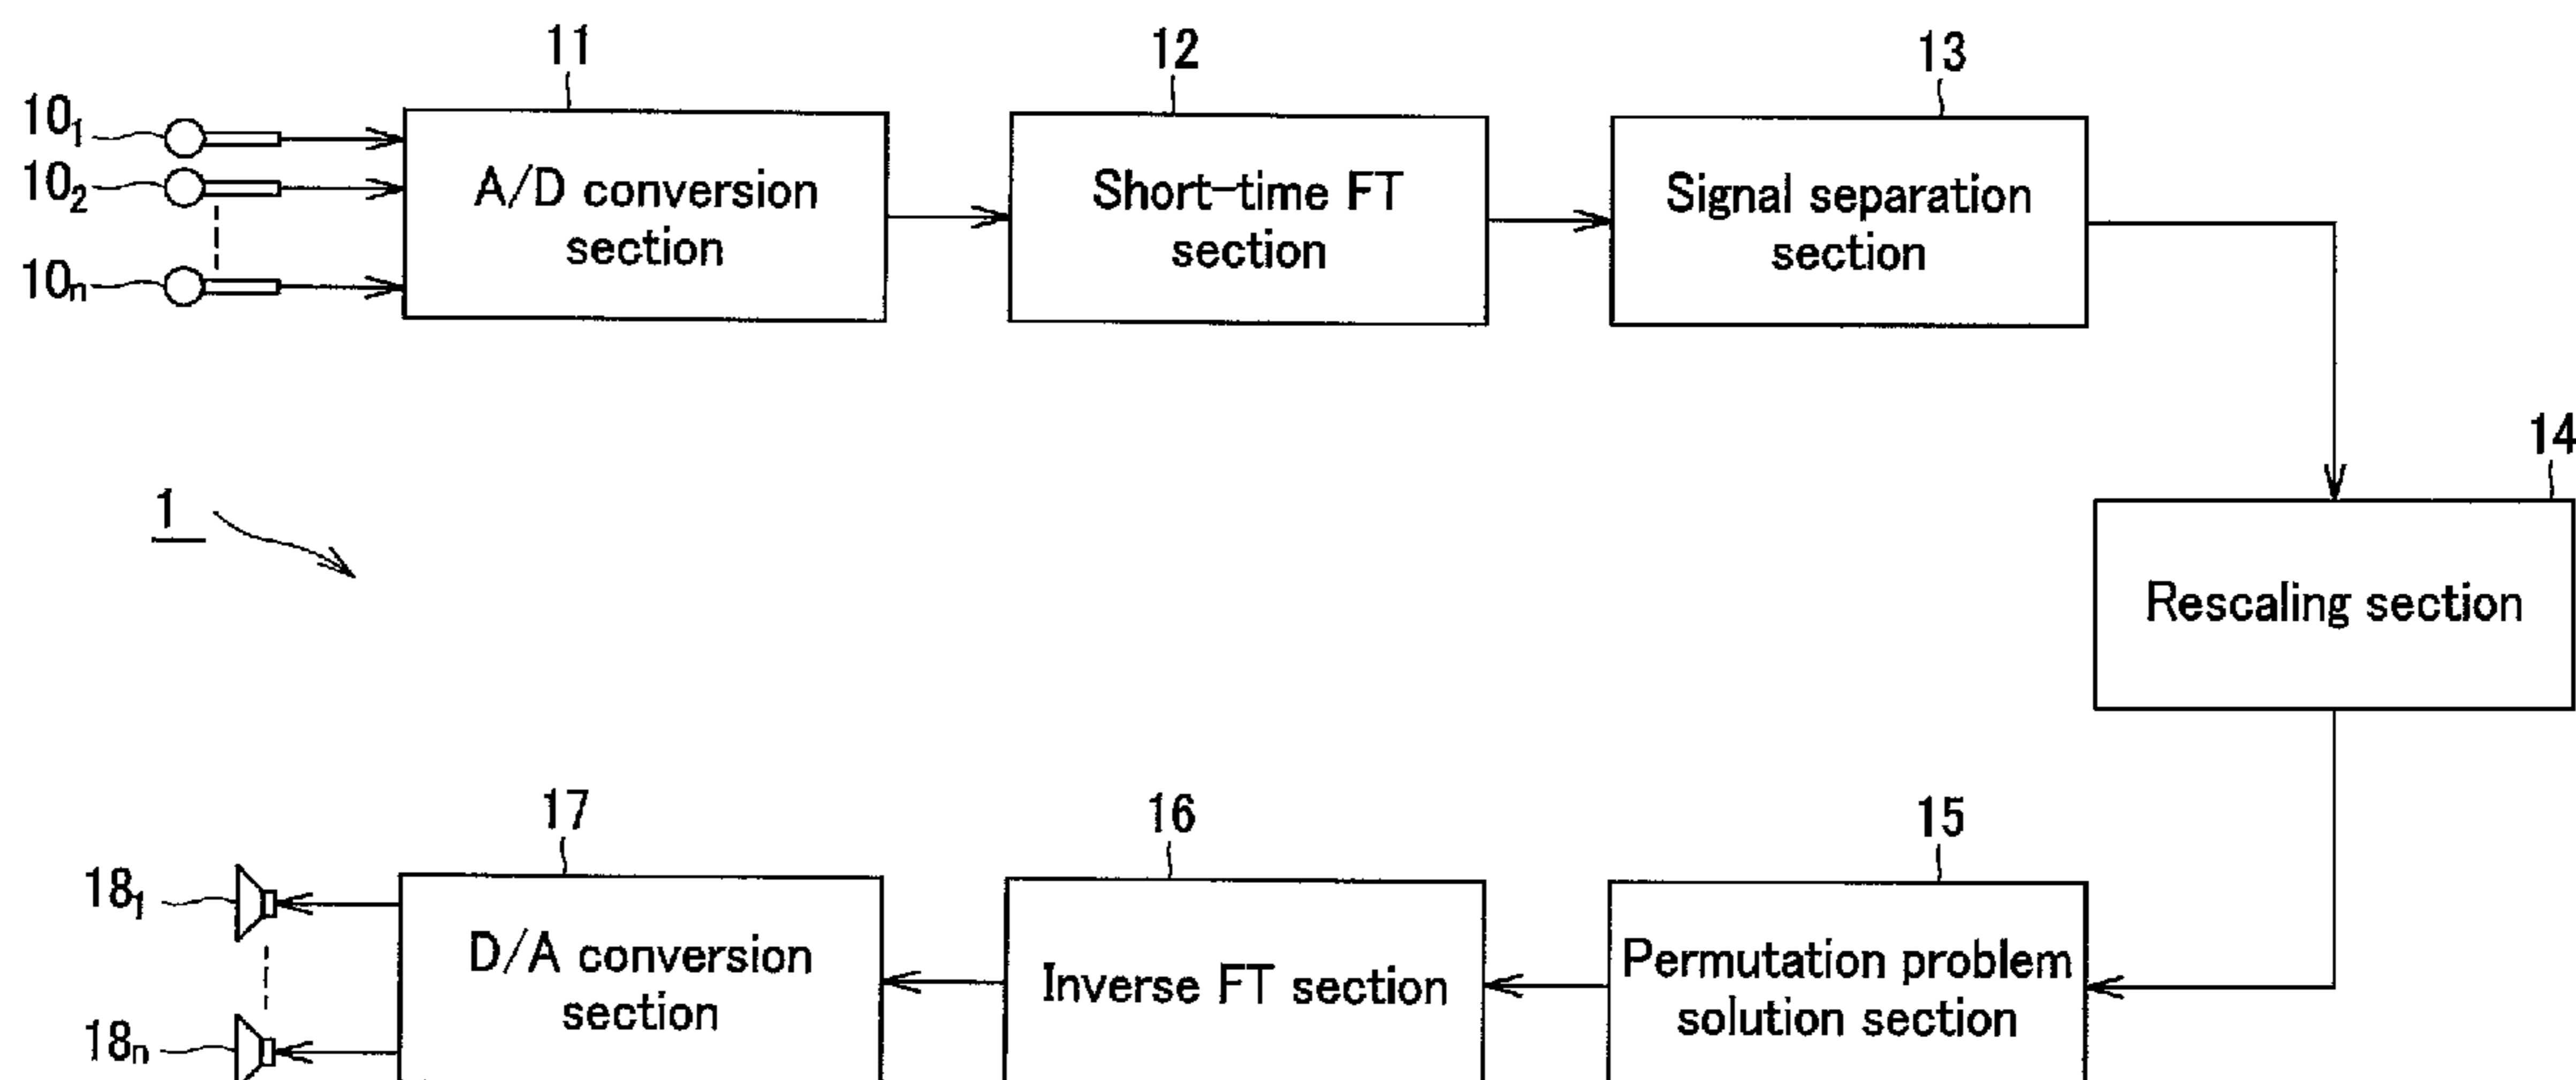 11
12
13
10₁
10₂
10ₙ
A/D conversion
section
Short-time FT
section
Signal separation
section
14
1
Rescaling section
17
16
15
18₁
18ₙ
D/A conversion
section
Inverse FT section
Permutation problem
solution section